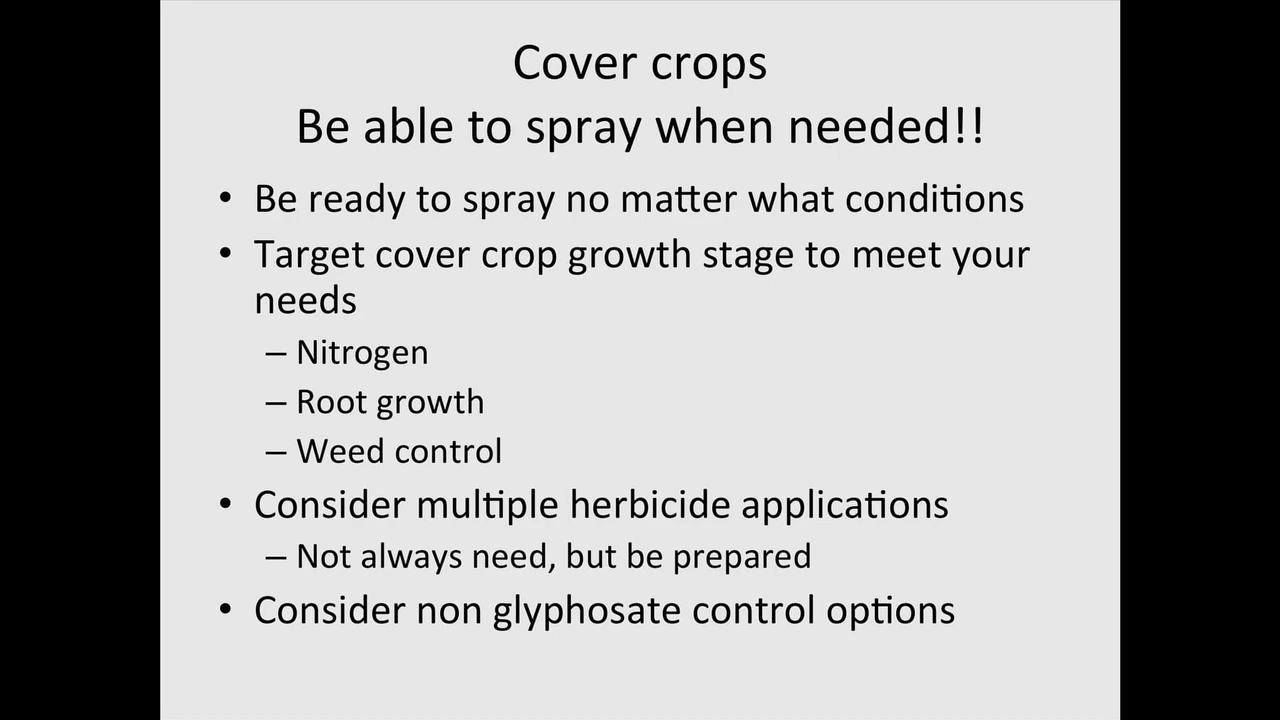 Cover crops
Be able to spray when needed!!
• Be ready to spray no matter what conditions
• Target cover crop growth stage to meet your
needs
– Nitrogen
– Root growth
– Weed control
• Consider multiple herbicide applications
– Not always need, but be prepared
• Consider non glyphosate control options